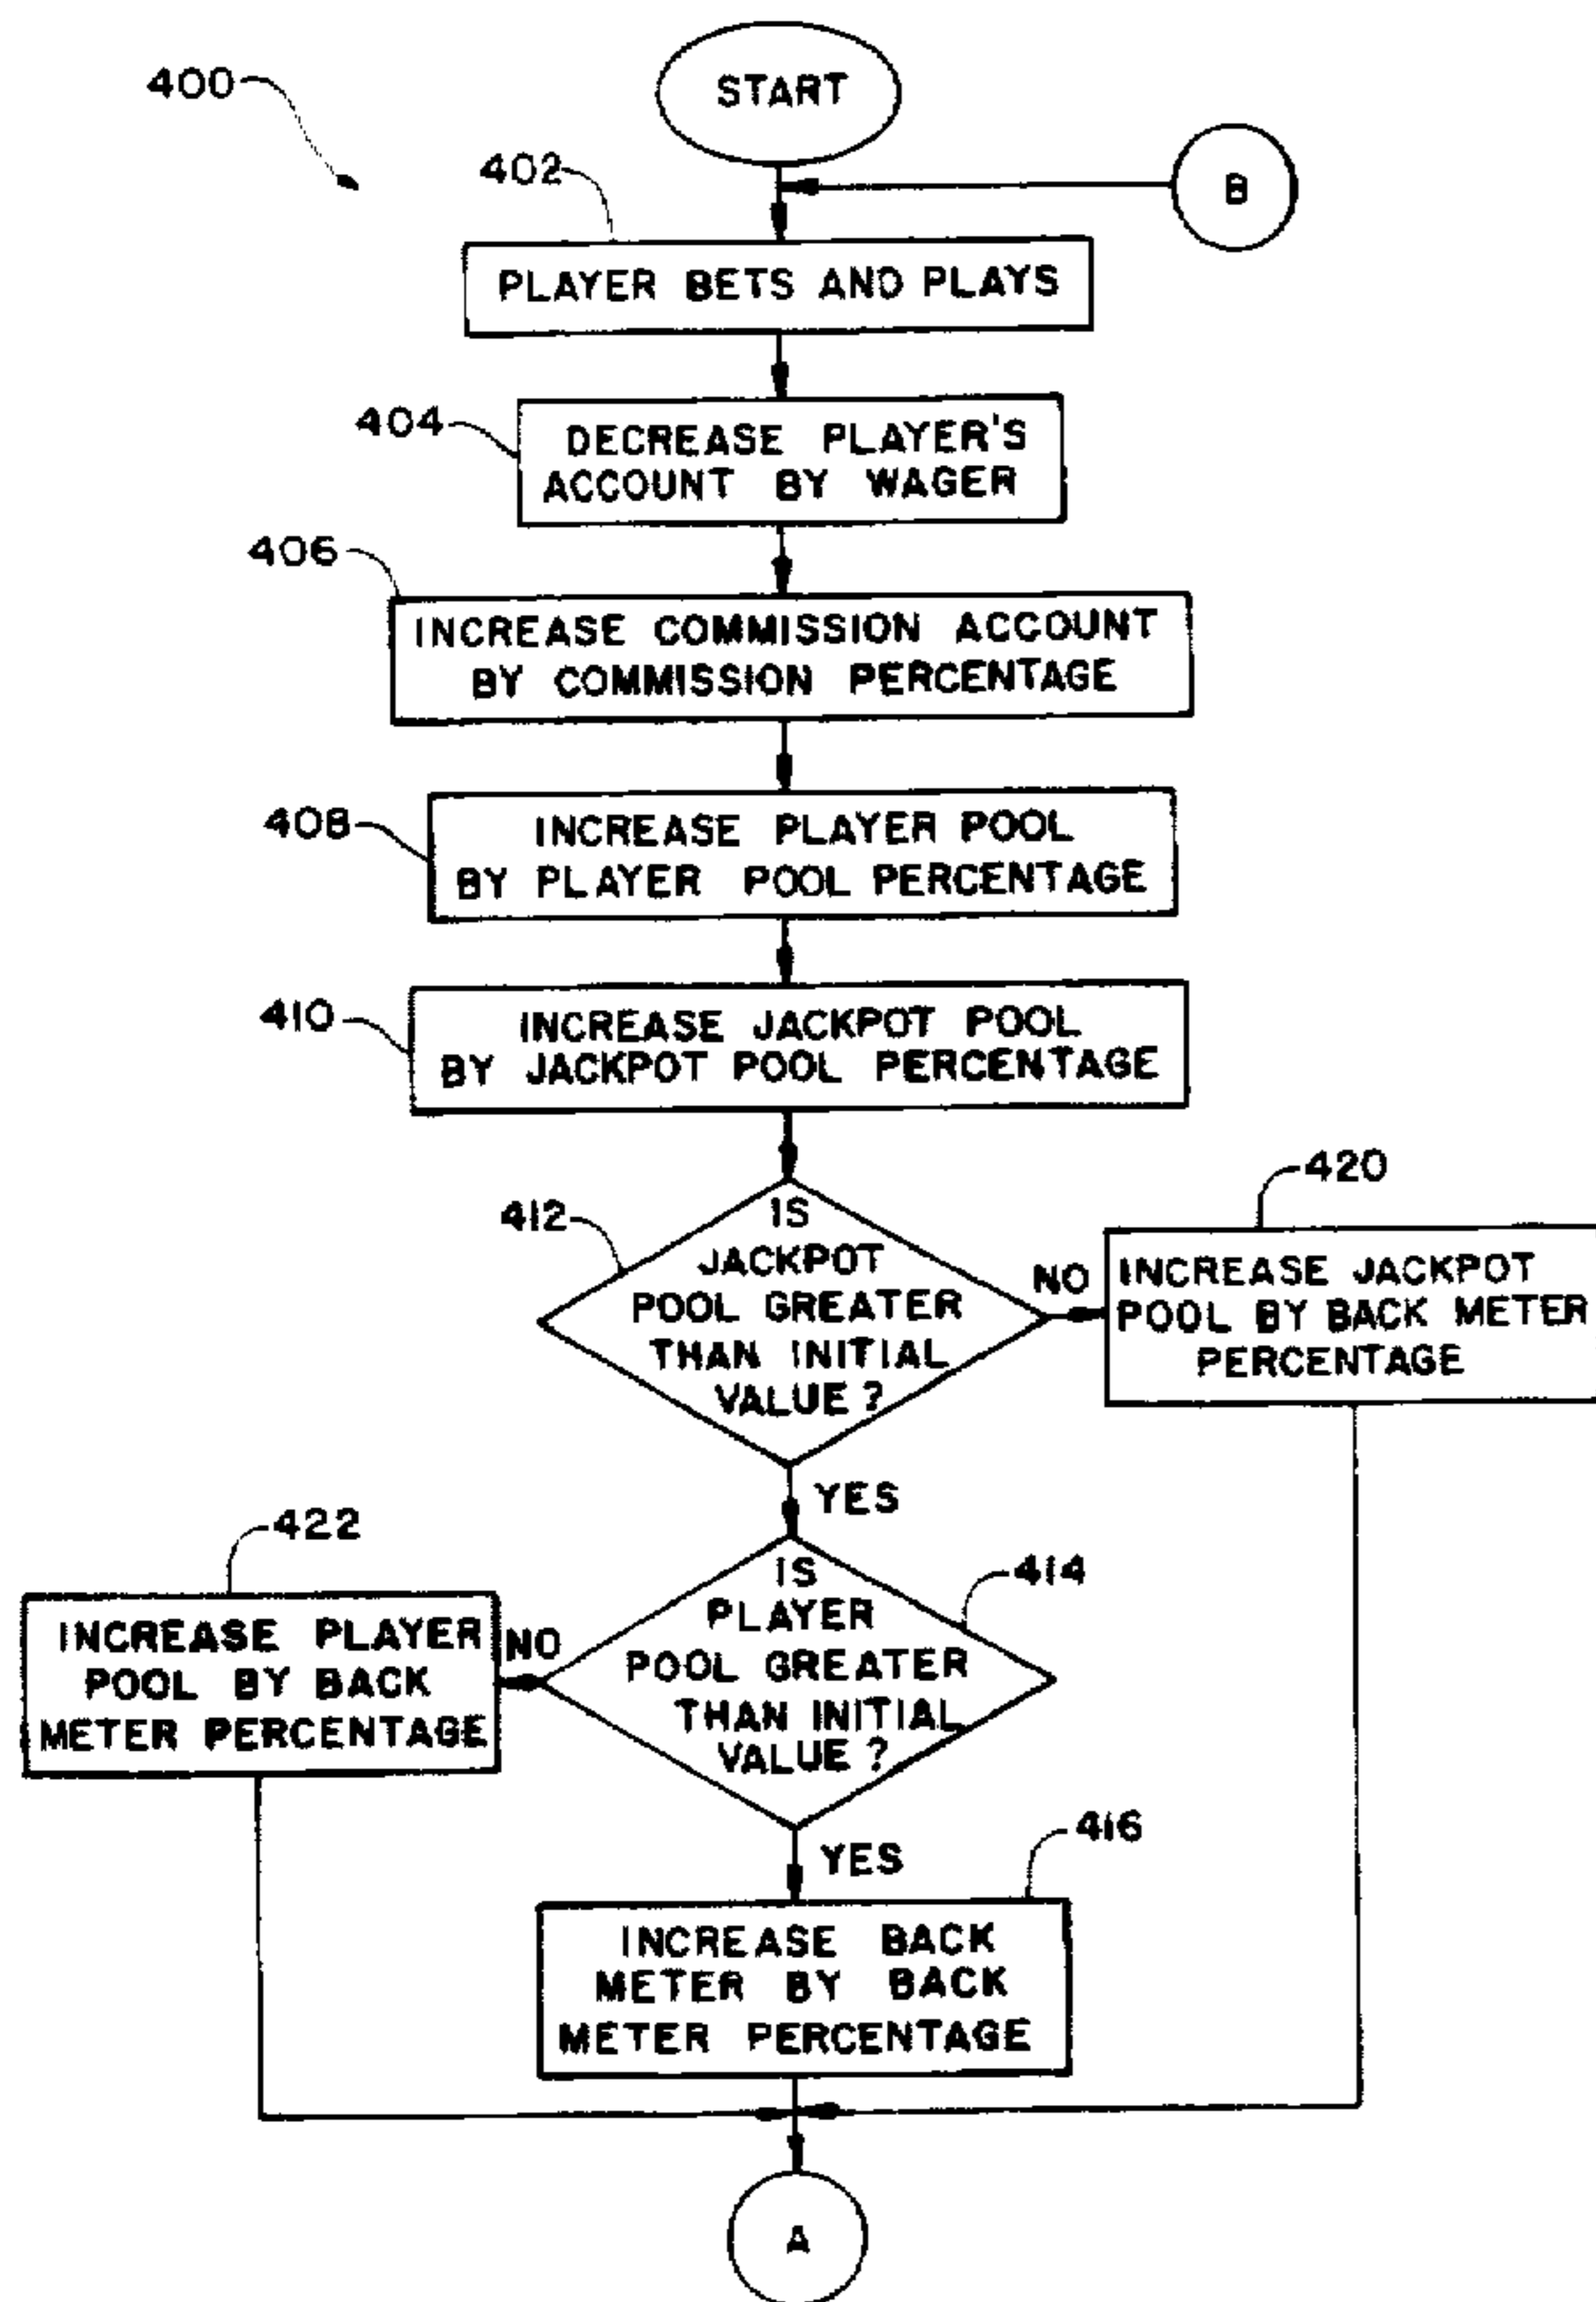 400
START
B
402
PLAYER BETS AND PLAYS
404
DECREASE PLAYER'S
ACCOUNT BY WAGER
406
INCREASE COMMISSION ACCOUNT
BY COMMISSION PERCENTAGE
408
INCREASE PLAYER POOL
BY PLAYER POOL PERCENTAGE
410
INCREASE JACKPOT POOL
BY JACKPOT POOL PERCENTAGE
412
IS
JACKPOT
POOL GREATER
THAN INITIAL
VALUE?
NO
420
INCREASE JACKPOT
POOL BY BACK METER
PERCENTAGE
YES
414
IS
PLAYER
POOL GREATER
THAN INITIAL
VALUE?
NO
422
INCREASE PLAYER
POOL BY BACK
METER PERCENTAGE
YES
416
INCREASE BACK
METER BY BACK
METER PERCENTAGE
A